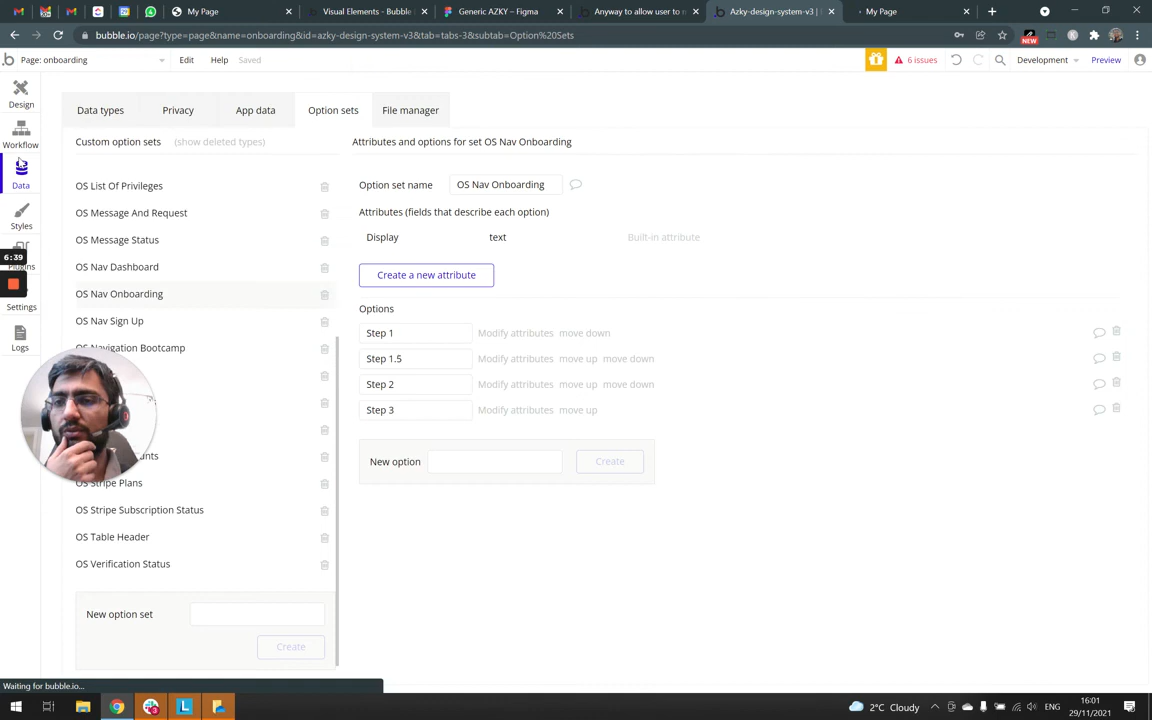 My Page
Visual Elements - Bubble
Generic AZKY – Figma
Anyway to allow user to
Azky-design-system-v3 |
My Page
bubble.io/page?type=page&name=onboarding&id=azky-design-system-v3&tab=tabs-3&subtab=Option%20Sets
NEW
Page: onboarding
Edit
Help
Saved
6 issues
Development
Preview
Design
Workflow
Data
Styles
Plugins
Settings
Logs
6:39
Data types
Privacy
App data
Option sets
File manager
Custom option sets
(show deleted types)
OS List Of Privileges
OS Message And Request
OS Message Status
OS Nav Dashboard
OS Nav Onboarding
OS Nav Sign Up
OS Navigation Bootcamp
OS Stripe Plans
OS Stripe Subscription Status
OS Table Header
OS Verification Status
New option set
Create
Attributes and options for set OS Nav Onboarding
Option set name
OS Nav Onboarding
Attributes (fields that describe each option)
Display
text
Built-in attribute
Create a new attribute
Options
Step 1
Modify attributes move down
Step 1.5
Modify attributes move up move down
Step 2
Modify attributes move up move down
Step 3
Modify attributes move up
New option
Create
Waiting for bubble.io...
3
2°C Cloudy
ENG
16:01
29/11/2021